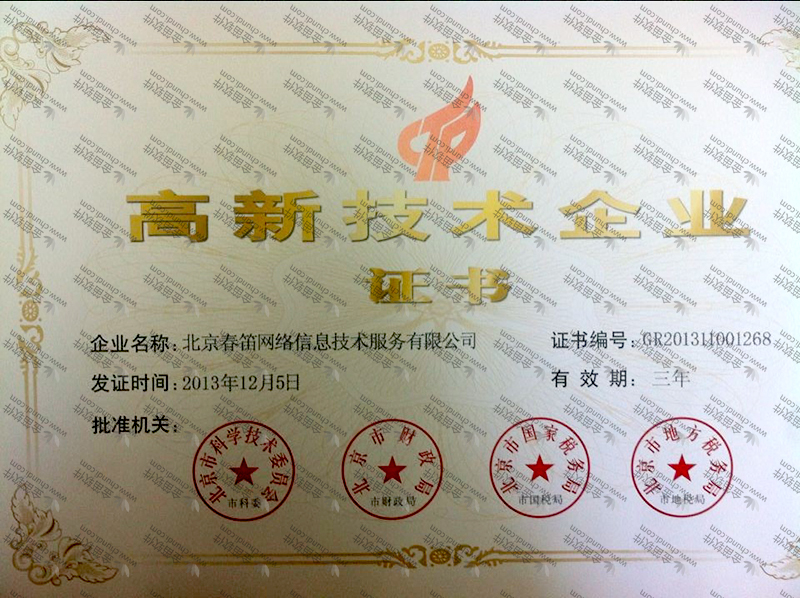 高新技术企业
证书
企业名称：北京春笛网络信息技术服务有限公司
证书编号：GR201311001268
发证时间：2013年12月5日
有 效 期： 三年
批准机关：
北京市科学技术委员会
市科委
北京市财政局
市财政局
北京市国家税务局
市国税局
北京市地方税务局
市地税局
www.chundi.com